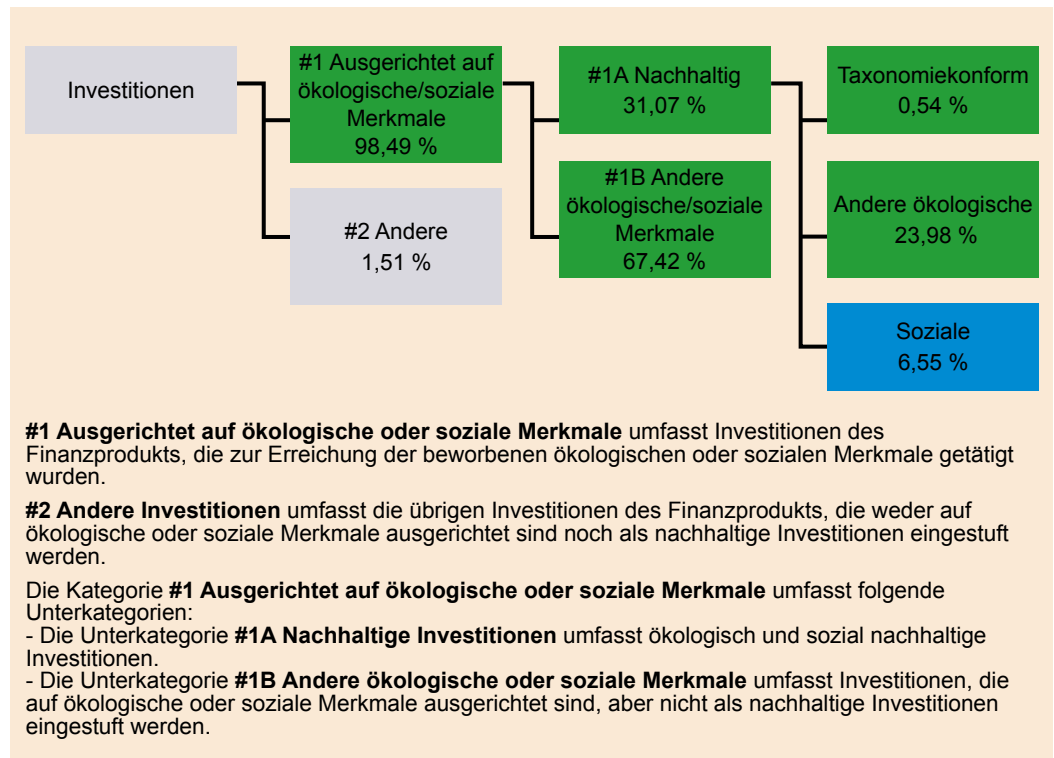 Investitionen
#1 Ausgerichtet auf
ökologische/soziale
Merkmale
98,49 %
#2 Andere
1,51 %
#1A Nachhaltig
31,07 %
#1B Andere
ökologische/soziale
Merkmale
67,42 %
Taxonomiekonform
0,54 %
Andere ökologische
23,98 %
Soziale
6,55 %
#1 Ausgerichtet auf ökologische oder soziale Merkmale umfasst Investitionen des
Finanzprodukts, die zur Erreichung der beworbenen ökologischen oder sozialen Merkmale getätigt
wurden.
#2 Andere Investitionen umfasst die übrigen Investitionen des Finanzprodukts, die weder auf
ökologische oder soziale Merkmale ausgerichtet sind noch als nachhaltige Investitionen eingestuft
werden.
Die Kategorie #1 Ausgerichtet auf ökologische oder soziale Merkmale umfasst folgende
Unterkategorien:
- Die Unterkategorie #1A Nachhaltige Investitionen umfasst ökologisch und sozial nachhaltige
Investitionen.
- Die Unterkategorie #1B Andere ökologische oder soziale Merkmale umfasst Investitionen, die
auf ökologische oder soziale Merkmale ausgerichtet sind, aber nicht als nachhaltige Investitionen
eingestuft werden.